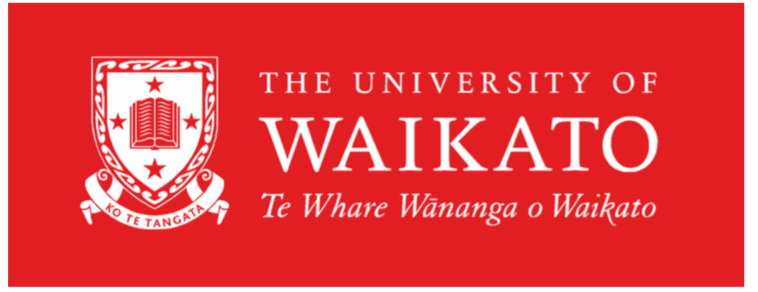 KO TE TANGATA
THE UNIVERSITY OF
WAIKATO
Te Whare Wānanga o Waikato